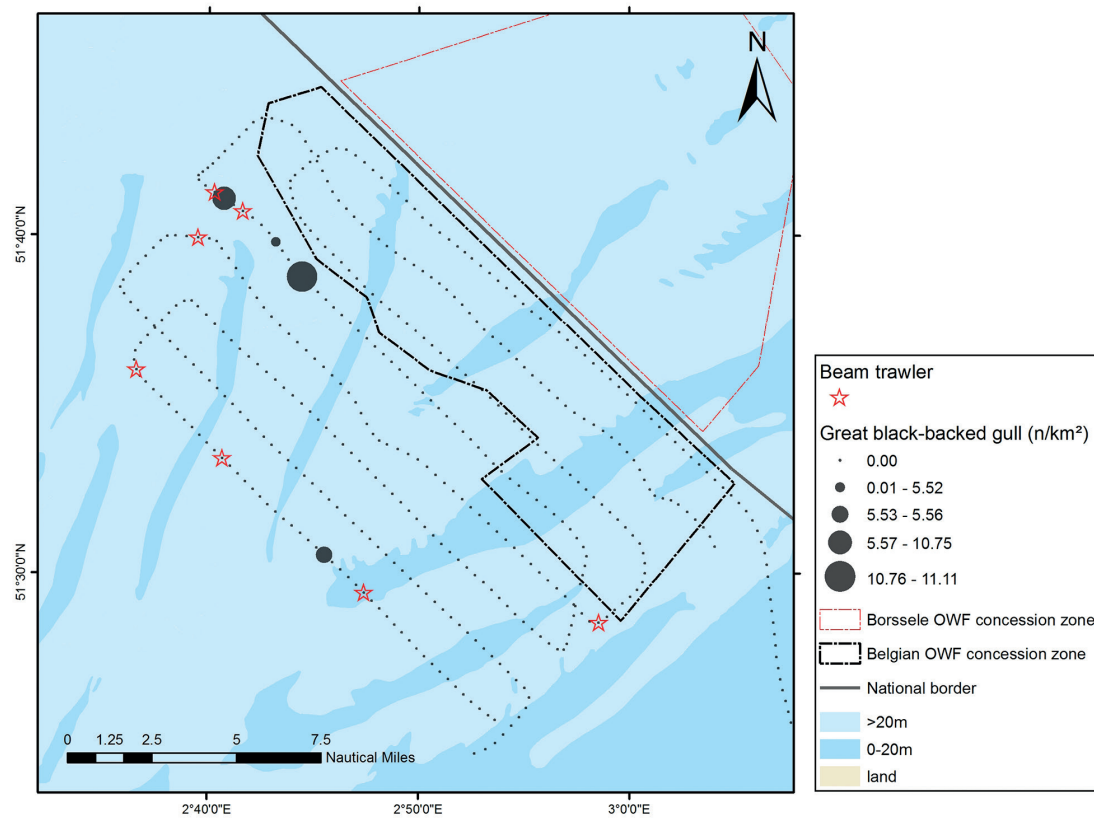 N
51°40'0"N
51°30'0"N
0 1.25 2.5 5 7.5
Nautical Miles
2°40'0"E 2°50'0"E 3°0'0"E
Beam trawler
Great black-backed gull (n/km²)
0.00
0.01 - 5.52
5.53 - 5.56
5.57 - 10.75
10.76 - 11.11
Borssele OWF concession zone
Belgian OWF concession zone
National border
>20m
0-20m
land